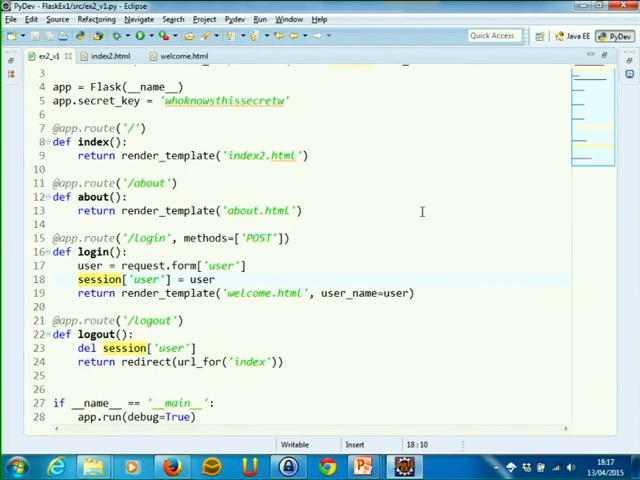 PyDev - FlaskEx1/src/ex2_v1.py - Eclipse
File Edit Source Refactoring Navigate Search Project PyDev Run Window Help
Quick Access Java EE PyDev
ex2_v1 index2.html welcome.html
3
4 app = Flask(__name__)
5 app.secret_key = 'whoknowsthissecretw'
6
7 @app.route('/')
8 def index():
9 return render_template('index2.html')
10
11 @app.route('/about')
12 def about():
13 return render_template('about.html')
14
15 @app.route('/login', methods=['POST'])
16 def login():
17 user = request.form['user']
18 session['user'] = user
19 return render_template('welcome.html', user_name=user)
20
21 @app.route('/logout')
22 def logout():
23 del session['user']
24 return redirect(url_for('index'))
25
26
27 if __name__ == '__main__':
28 app.run(debug=True)
Writable Insert 18:10
18:17
13/04/2015